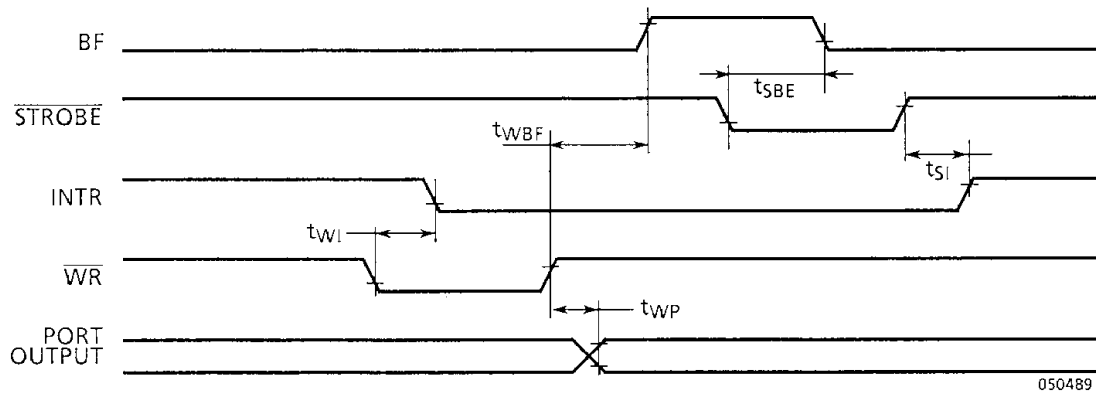 BF
tSBE
STROBE
tWBF
tSI
INTR
tWI
WR
tWP
PORT
OUTPUT
050489